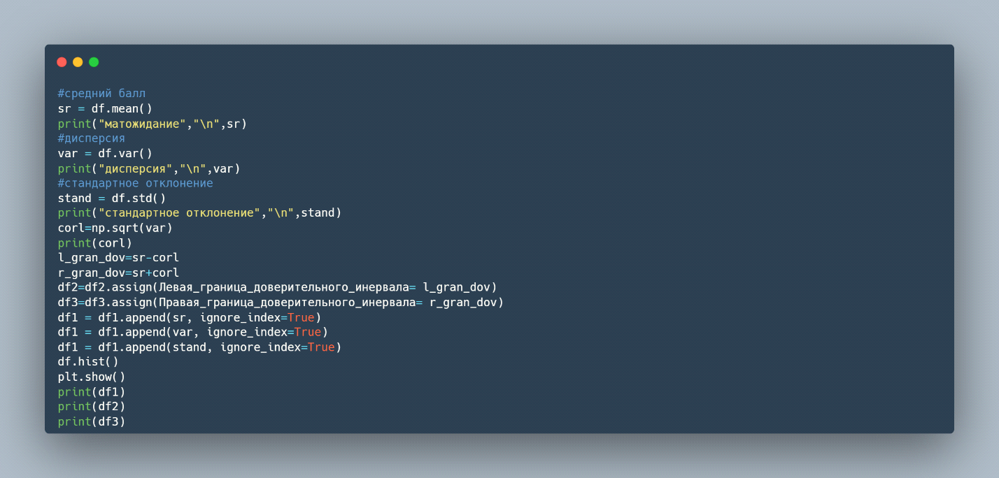 #средний балл
sr = df.mean()
print("матожидание","\n",sr)
#дисперсия
var = df.var()
print("дисперсия","\n",var)
#стандартное отклонение
stand = df.std()
print("стандартное отклонение","\n",stand)
corl=np.sqrt(var)
print(corl)
l_gran_dov=sr-corl
r_gran_dov=sr+corl
df2=df2.assign(Левая_граница_доверительного_инервала= l_gran_dov)
df3=df3.assign(Правая_граница_доверительного_инервала= r_gran_dov)
df1 = df1.append(sr, ignore_index=True)
df1 = df1.append(var, ignore_index=True)
df1 = df1.append(stand, ignore_index=True)
df.hist()
plt.show()
print(df1)
print(df2)
print(df3)